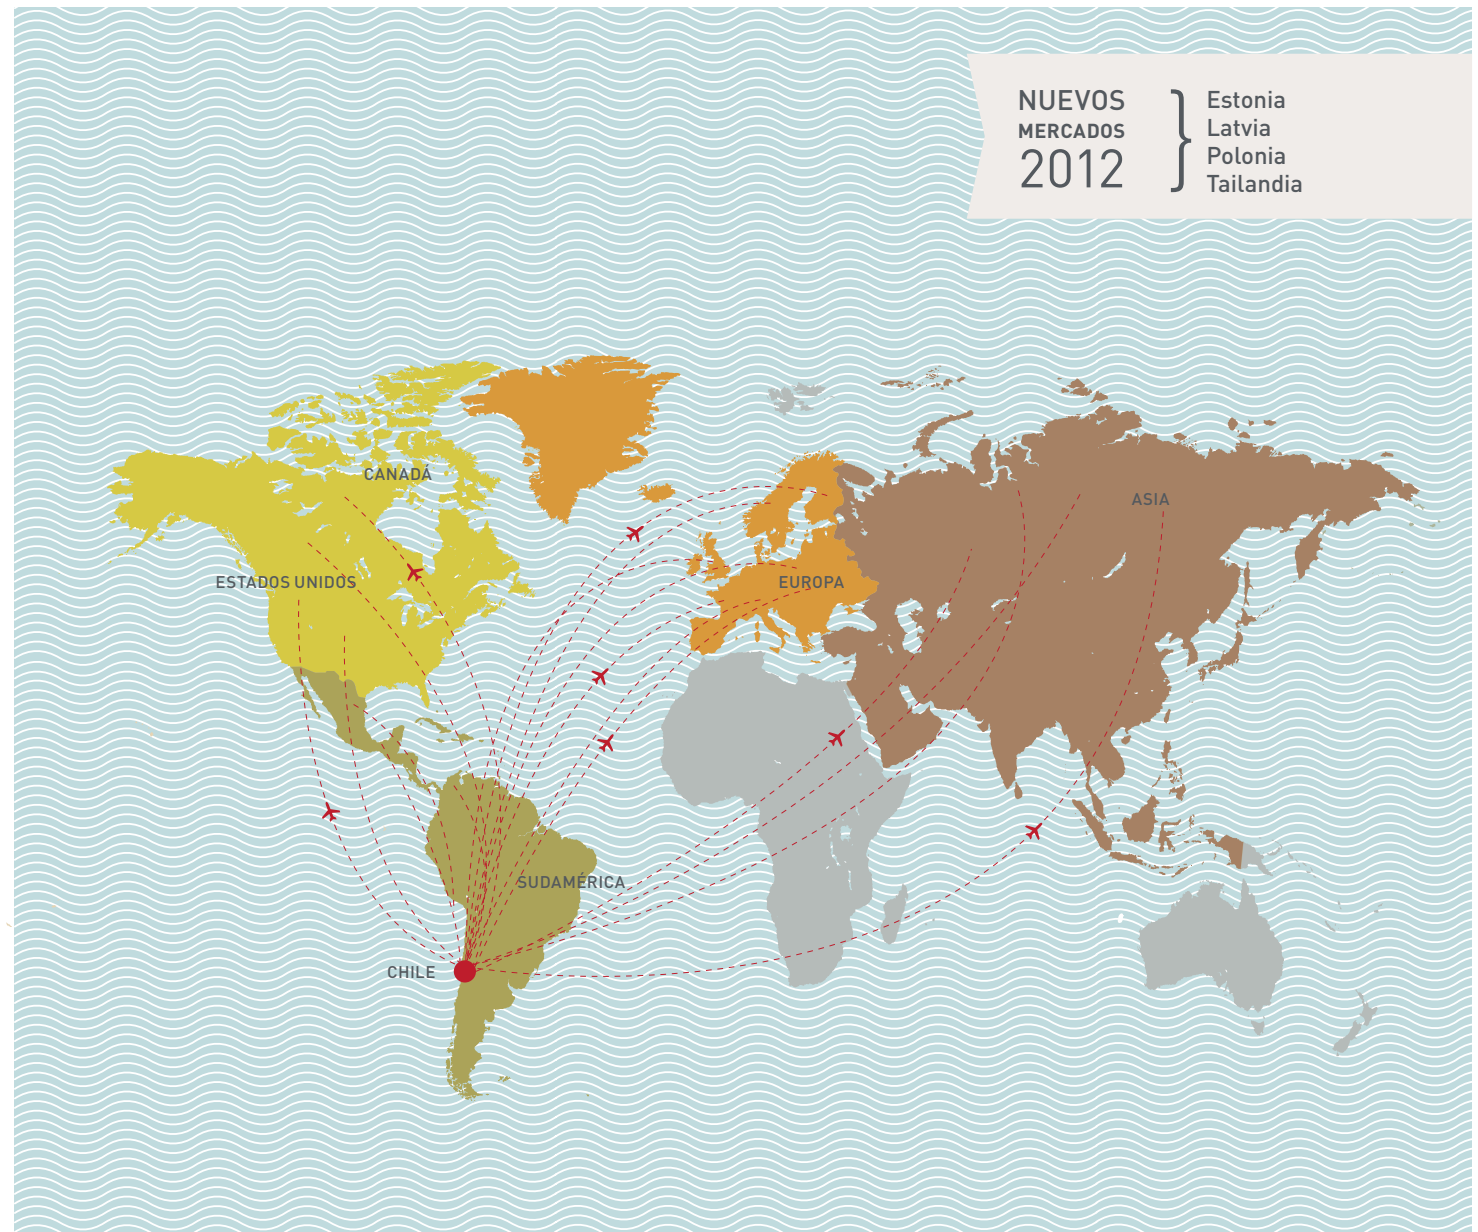 NUEVOS
MERCADOS
2012
Estonia
Latvia
Polonia
Tailandia
CANADÁ
ASIA
ESTADOS UNIDOS
EUROPA
SUDAMÉRICA
CHILE